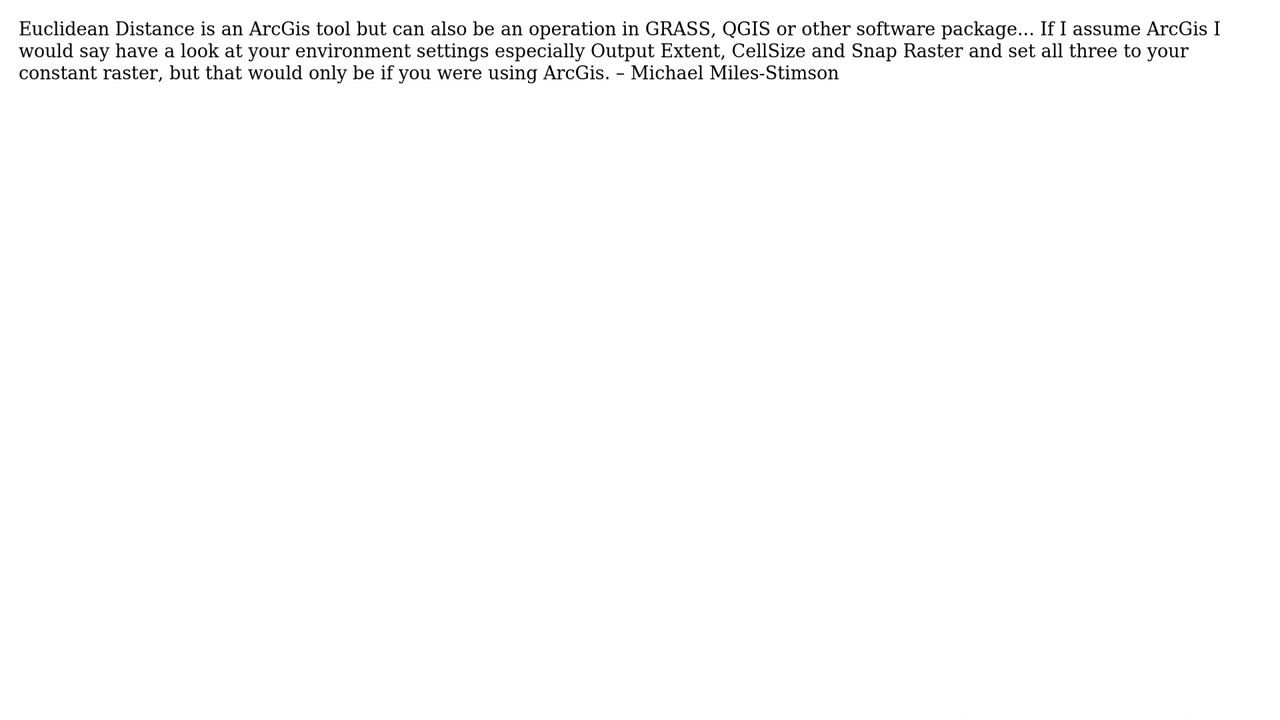 Euclidean Distance is an ArcGis tool but can also be an operation in GRASS, QGIS or other software package... If I assume ArcGis I
would say have a look at your environment settings especially Output Extent, CellSize and Snap Raster and set all three to your
constant raster, but that would only be if you were using ArcGis. – Michael Miles-Stimson